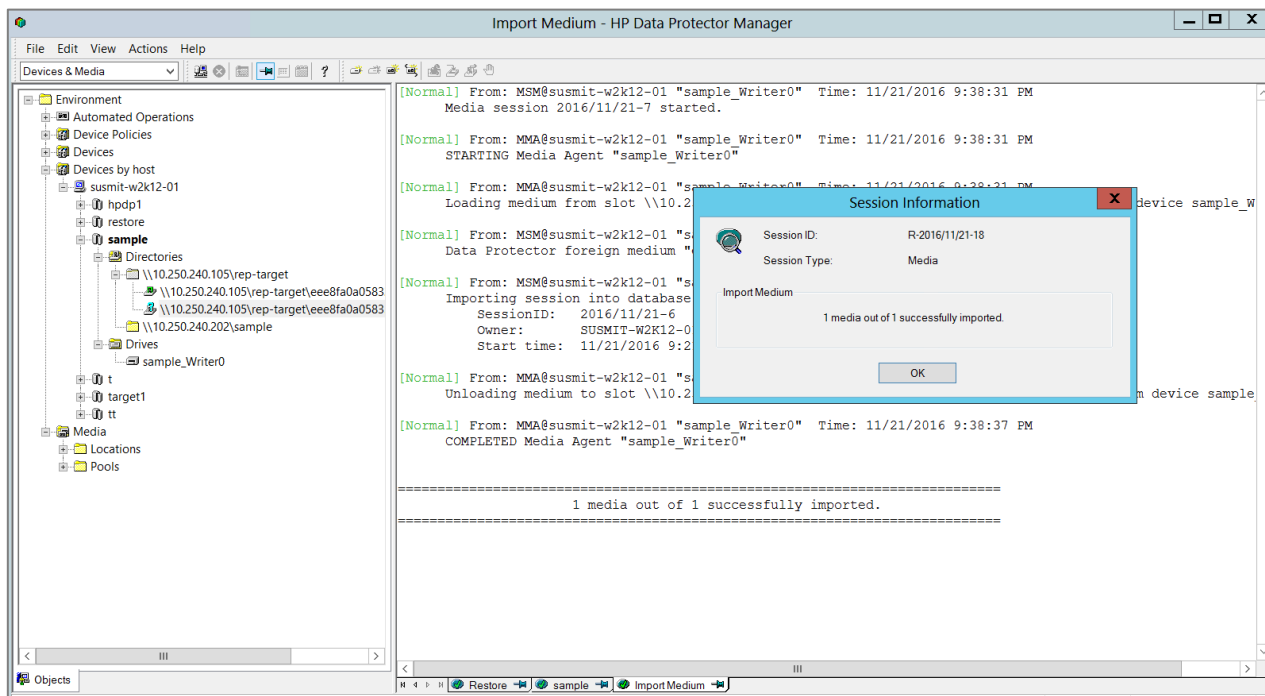 Import Medium - HP Data Protector Manager
File Edit View Actions Help
Devices & Media
Environment
Automated Operations
Device Policies
Devices
Devices by host
susmit-w2k12-01
hpdp1
restore
sample
Directories
\\10.250.240.105\rep-target
\\10.250.240.105\rep-target\eee8fa0a0583
\\10.250.240.105\rep-target\eee8fa0a0583
\\10.250.240.202\sample
Drives
sample_Writer0
t
target1
tt
Media
Locations
Pools
Objects
[Normal] From: MSM@susmit-w2k12-01 "sample_Writer0" Time: 11/21/2016 9:38:31 PM
Media session 2016/11/21-7 started.
[Normal] From: MMA@susmit-w2k12-01 "sample_Writer0" Time: 11/21/2016 9:38:31 PM
STARTING Media Agent "sample_Writer0"
[Normal] From: MMA@susmit-w2k12-01 "sample_Writer0" Time: 11/21/2016 9:38:31 PM
Loading medium from slot \\10.2 device sample_W
[Normal] From: MSM@susmit-w2k12-01 "s
Data Protector foreign medium "
[Normal] From: MSM@susmit-w2k12-01 "s
Importing session into database
SessionID: 2016/11/21-6
Owner: SUSMIT-W2K12-0
Start time: 11/21/2016 9:2
[Normal] From: MMA@susmit-w2k12-01 "s
Unloading medium to slot \\10.2 m device sample_
[Normal] From: MMA@susmit-w2k12-01 "sample_Writer0" Time: 11/21/2016 9:38:37 PM
COMPLETED Media Agent "sample_Writer0"
1 media out of 1 successfully imported.
Session Information
Session ID: R-2016/11/21-18
Session Type: Media
Import Medium
1 media out of 1 successfully imported.
OK
Restore
sample
Import Medium